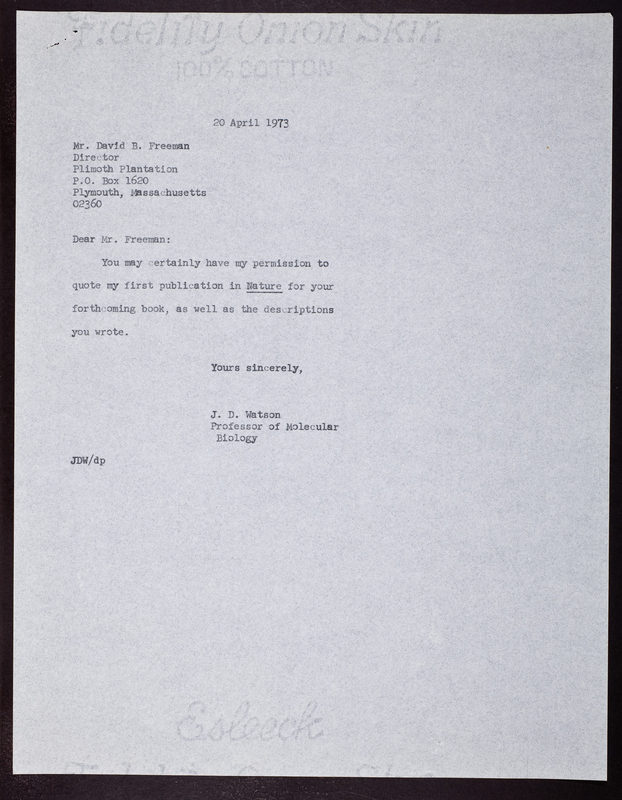 Fidelity Onion Skin
100% COTTON
20 April 1973
Mr. David B. Freeman
Director
Plimoth Plantation
P.O. Box 1620
Plymouth, Massachusetts
02360
Dear Mr. Freeman:
You may certainly have my permission to
quote my first publication in Nature for your
forthcoming book, as well as the descriptions
you wrote.
Yours sincerely,
J. D. Watson
Professor of Molecular
Biology
JDW/dp
Esleeck